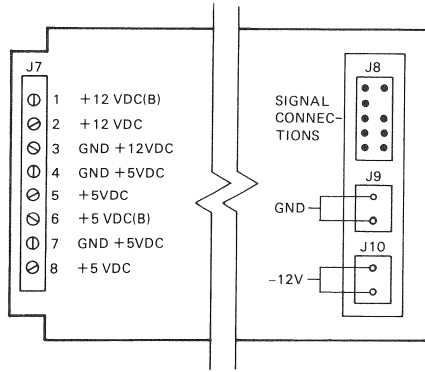 J7
1 +12 VDC(B)
2 +12 VDC
3 GND +12VDC
4 GND +5VDC
5 +5VDC
6 +5 VDC(B)
7 GND +5VDC
8 +5 VDC
J8
SIGNAL
CONNEC-
TIONS
J9
GND
J10
-12V